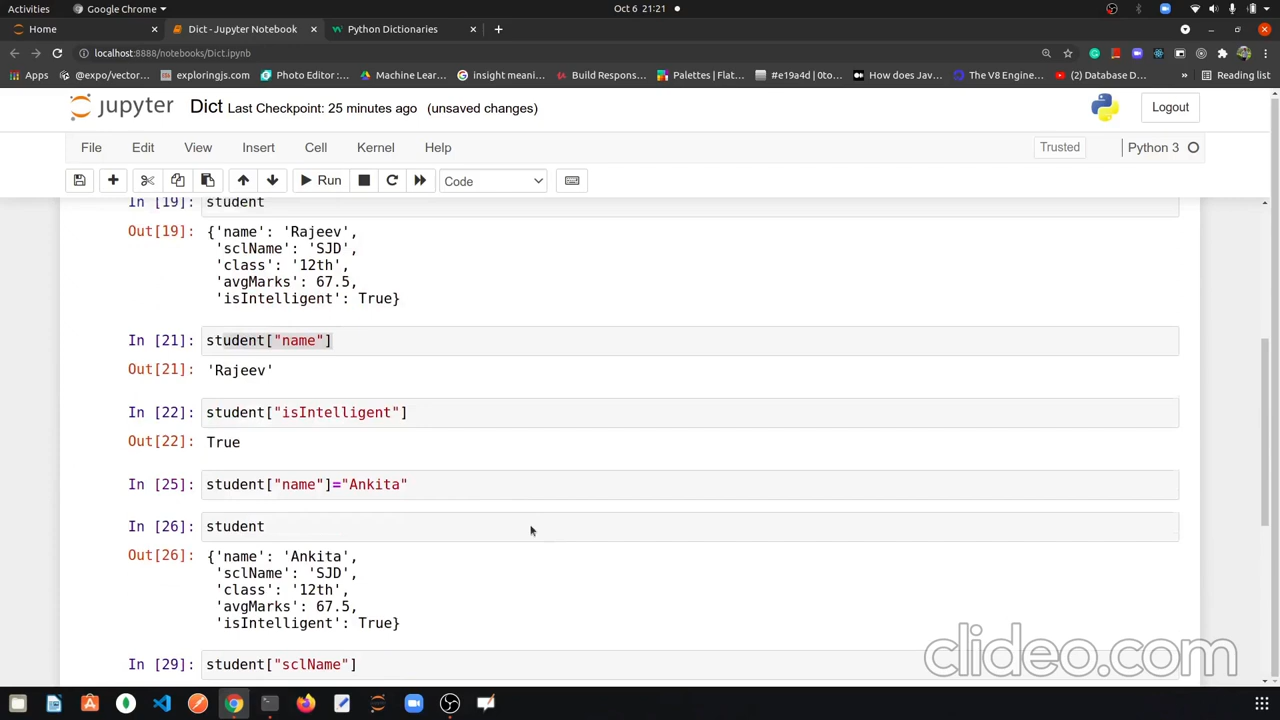 Activities
Google Chrome
Oct 6 21:21
Home
Dict - Jupyter Notebook
Python Dictionaries
localhost:8888/notebooks/Dict.ipynb
Apps
@expo/vector...
exploringjs.com
Photo Editor :...
Machine Lear...
insight meani...
Build Respons...
Palettes | Flat...
#e19a4d | 0to...
How does Jav...
The V8 Engine...
(2) Database D...
»
Reading list
jupyter Dict Last Checkpoint: 25 minutes ago (unsaved changes)
Logout
File Edit View Insert Cell Kernel Help
Trusted
Python 3
Run
Code
In [19]: student
Out[19]: {'name': 'Rajeev',
'sclName': 'SJD',
'class': '12th',
'avgMarks': 67.5,
'isIntelligent': True}
In [21]: student["name"]
Out[21]: 'Rajeev'
In [22]: student["isIntelligent"]
Out[22]: True
In [25]: student["name"]="Ankita"
In [26]: student
Out[26]: {'name': 'Ankita',
'sclName': 'SJD',
'class': '12th',
'avgMarks': 67.5,
'isIntelligent': True}
In [29]: student["sclName"]
clideo.com